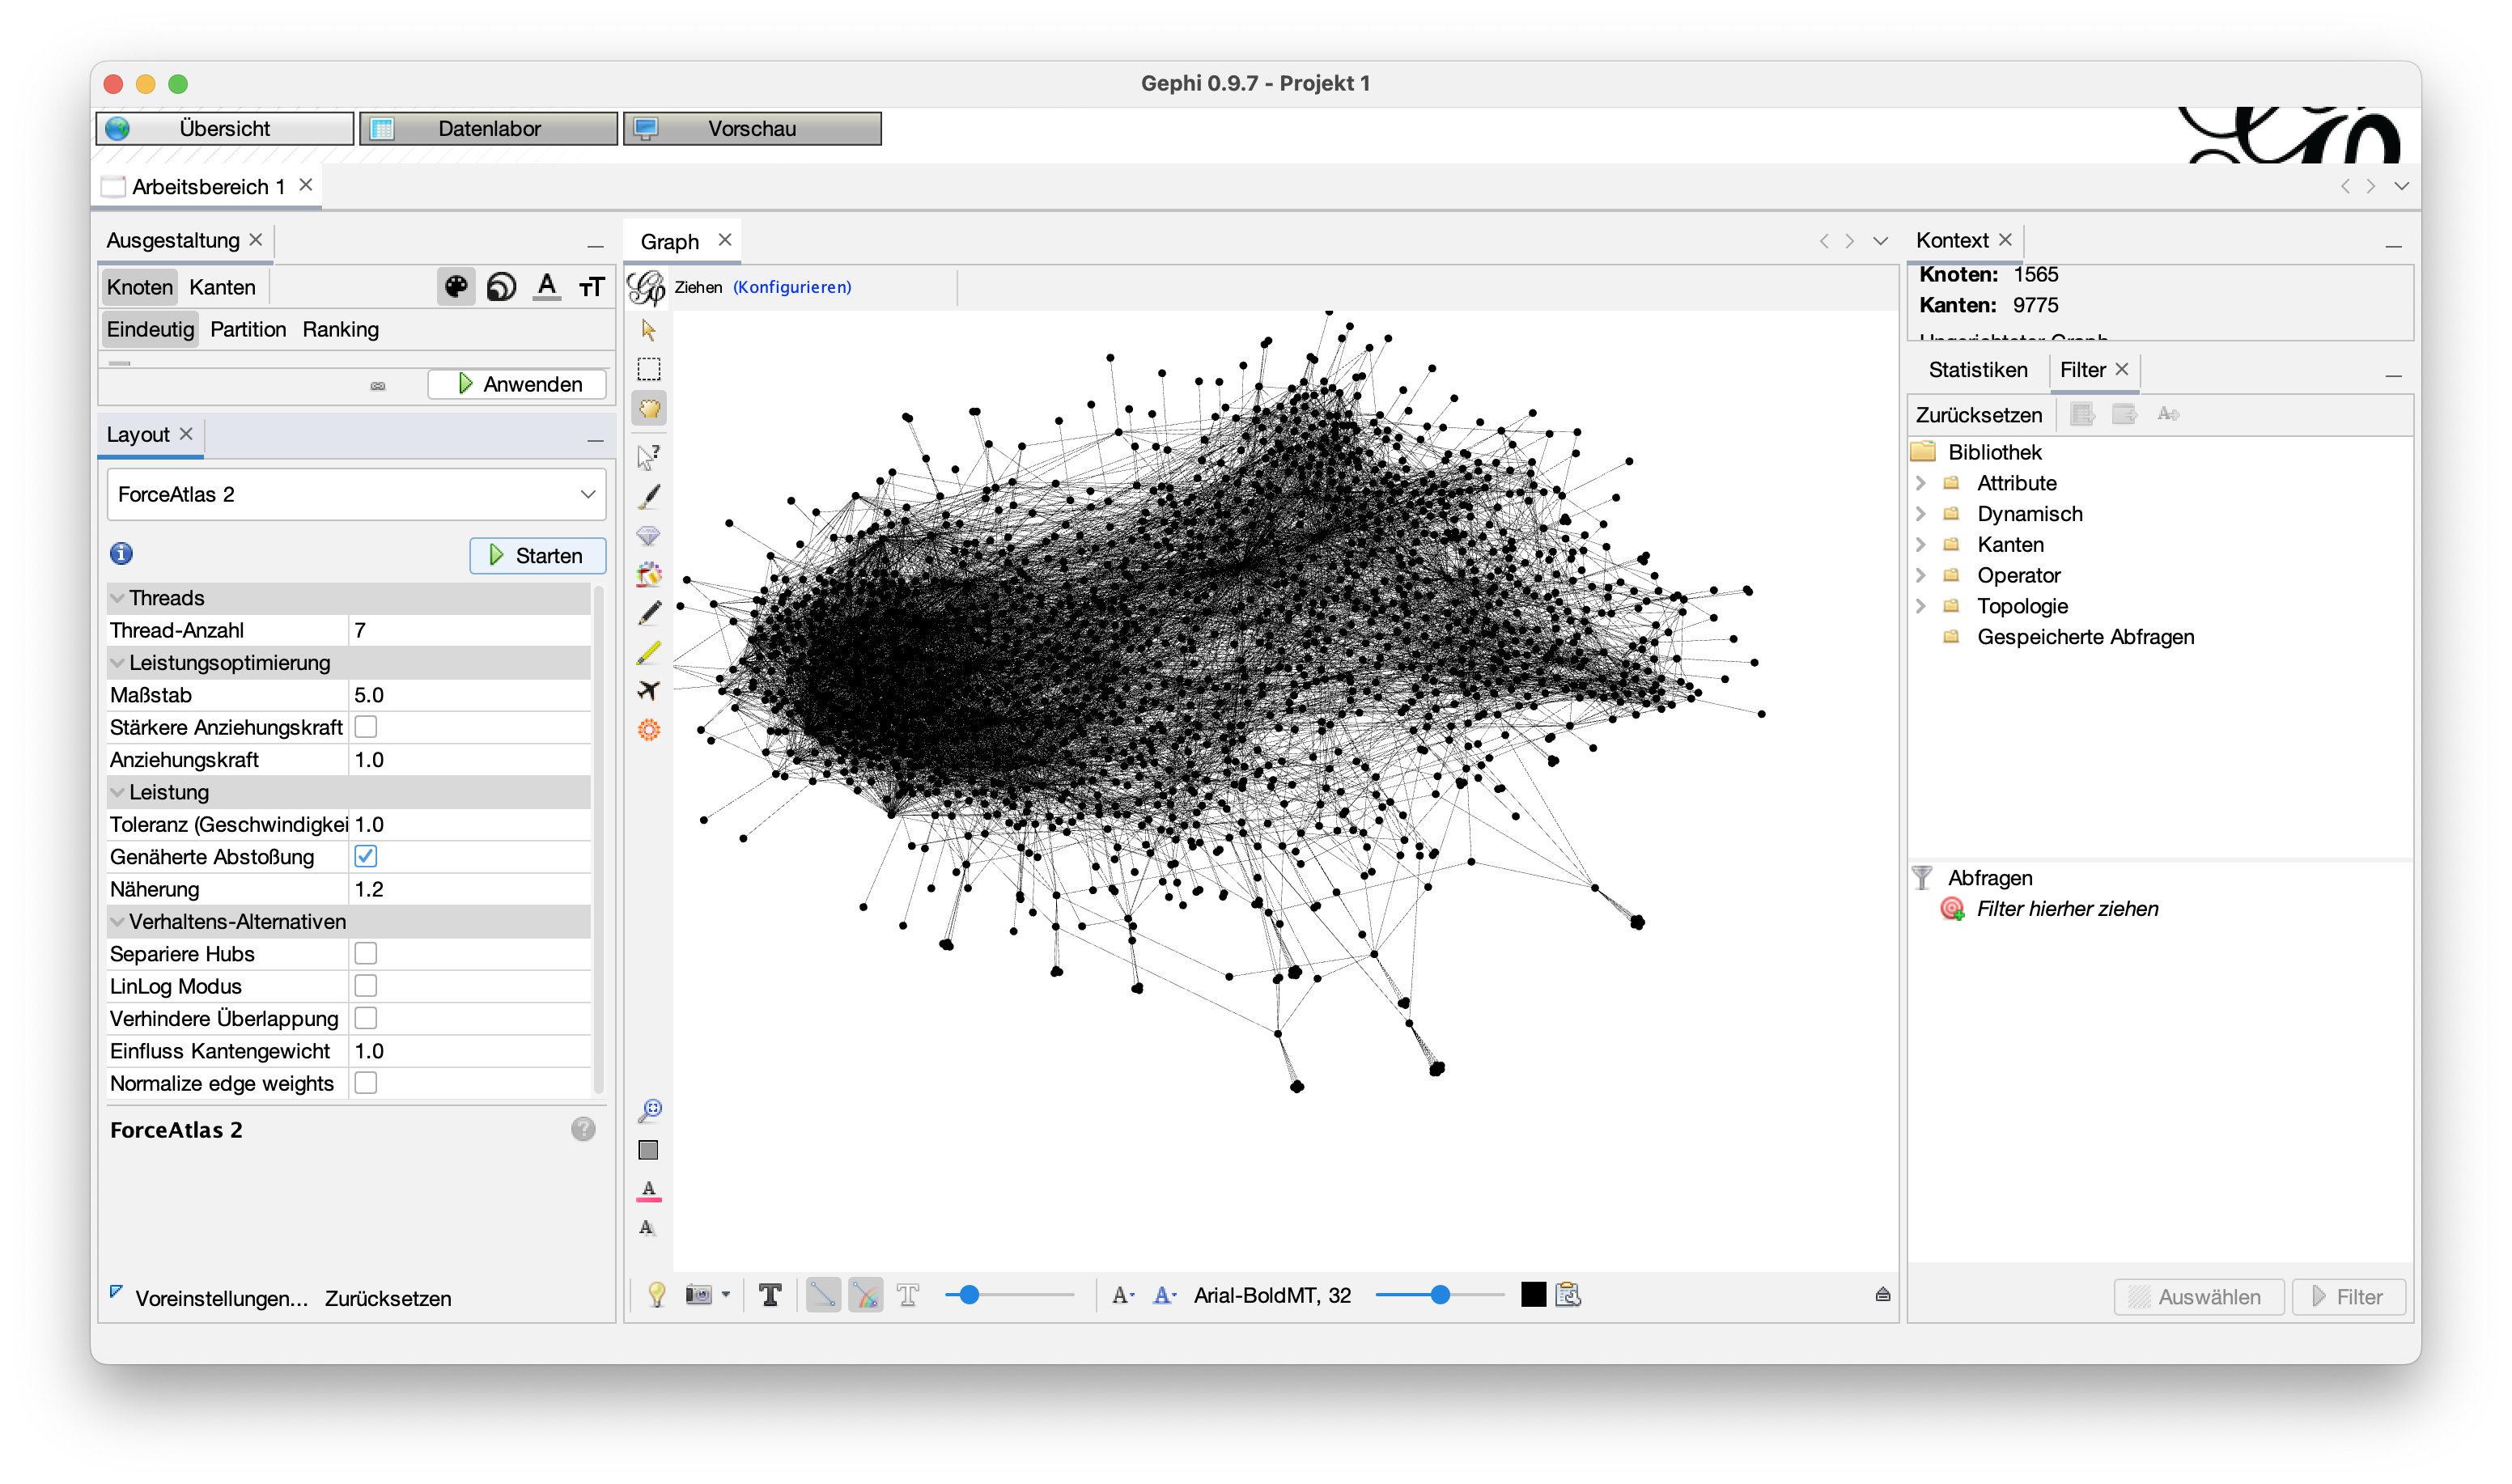 Gephi 0.9.7 - Projekt 1
Übersicht
Datenlabor
Vorschau
Arbeitsbereich 1
Ausgestaltung
Knoten
Kanten
Eindeutig
Partition
Ranking
Anwenden
Layout
ForceAtlas 2
Starten
Threads
Thread-Anzahl 7
Leistungsoptimierung
Maßstab 5.0
Stärkere Anziehungskraft
Anziehungskraft 1.0
Leistung
Toleranz (Geschwindigkei 1.0
Genäherte Abstoßung
Näherung 1.2
Verhaltens-Alternativen
Separiere Hubs
LinLog Modus
Verhindere Überlappung
Einfluss Kantengewicht 1.0
Normalize edge weights
ForceAtlas 2
Voreinstellungen... Zurücksetzen
Graph
Ziehen (Konfigurieren)
Arial-BoldMT, 32
Kontext
Knoten: 1565
Kanten: 9775
Ungerichteter Graph
Statistiken
Filter
Zurücksetzen
Bibliothek
Attribute
Dynamisch
Kanten
Operator
Topologie
Gespeicherte Abfragen
Abfragen
Filter hierher ziehen
Auswählen
Filter